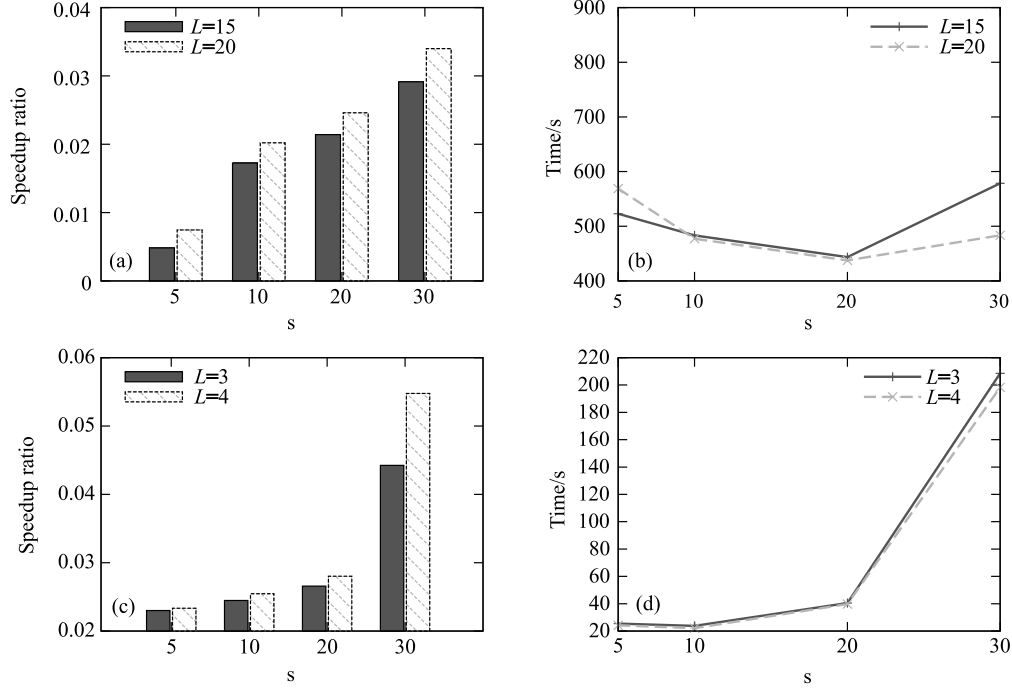 0.04
0.03
0.02
0.01
0
Speedup ratio
L=15
L=20
(a)
5 10 20 30
s
900
800
700
600
500
400
Time/s
L=15
L=20
(b)
5 10 20 30
s
0.06
0.05
0.04
0.03
0.02
Speedup ratio
L=3
L=4
(c)
5 10 20 30
s
220
200
180
160
140
120
100
80
60
40
20
Time/s
L=3
L=4
(d)
5 10 20 30
s